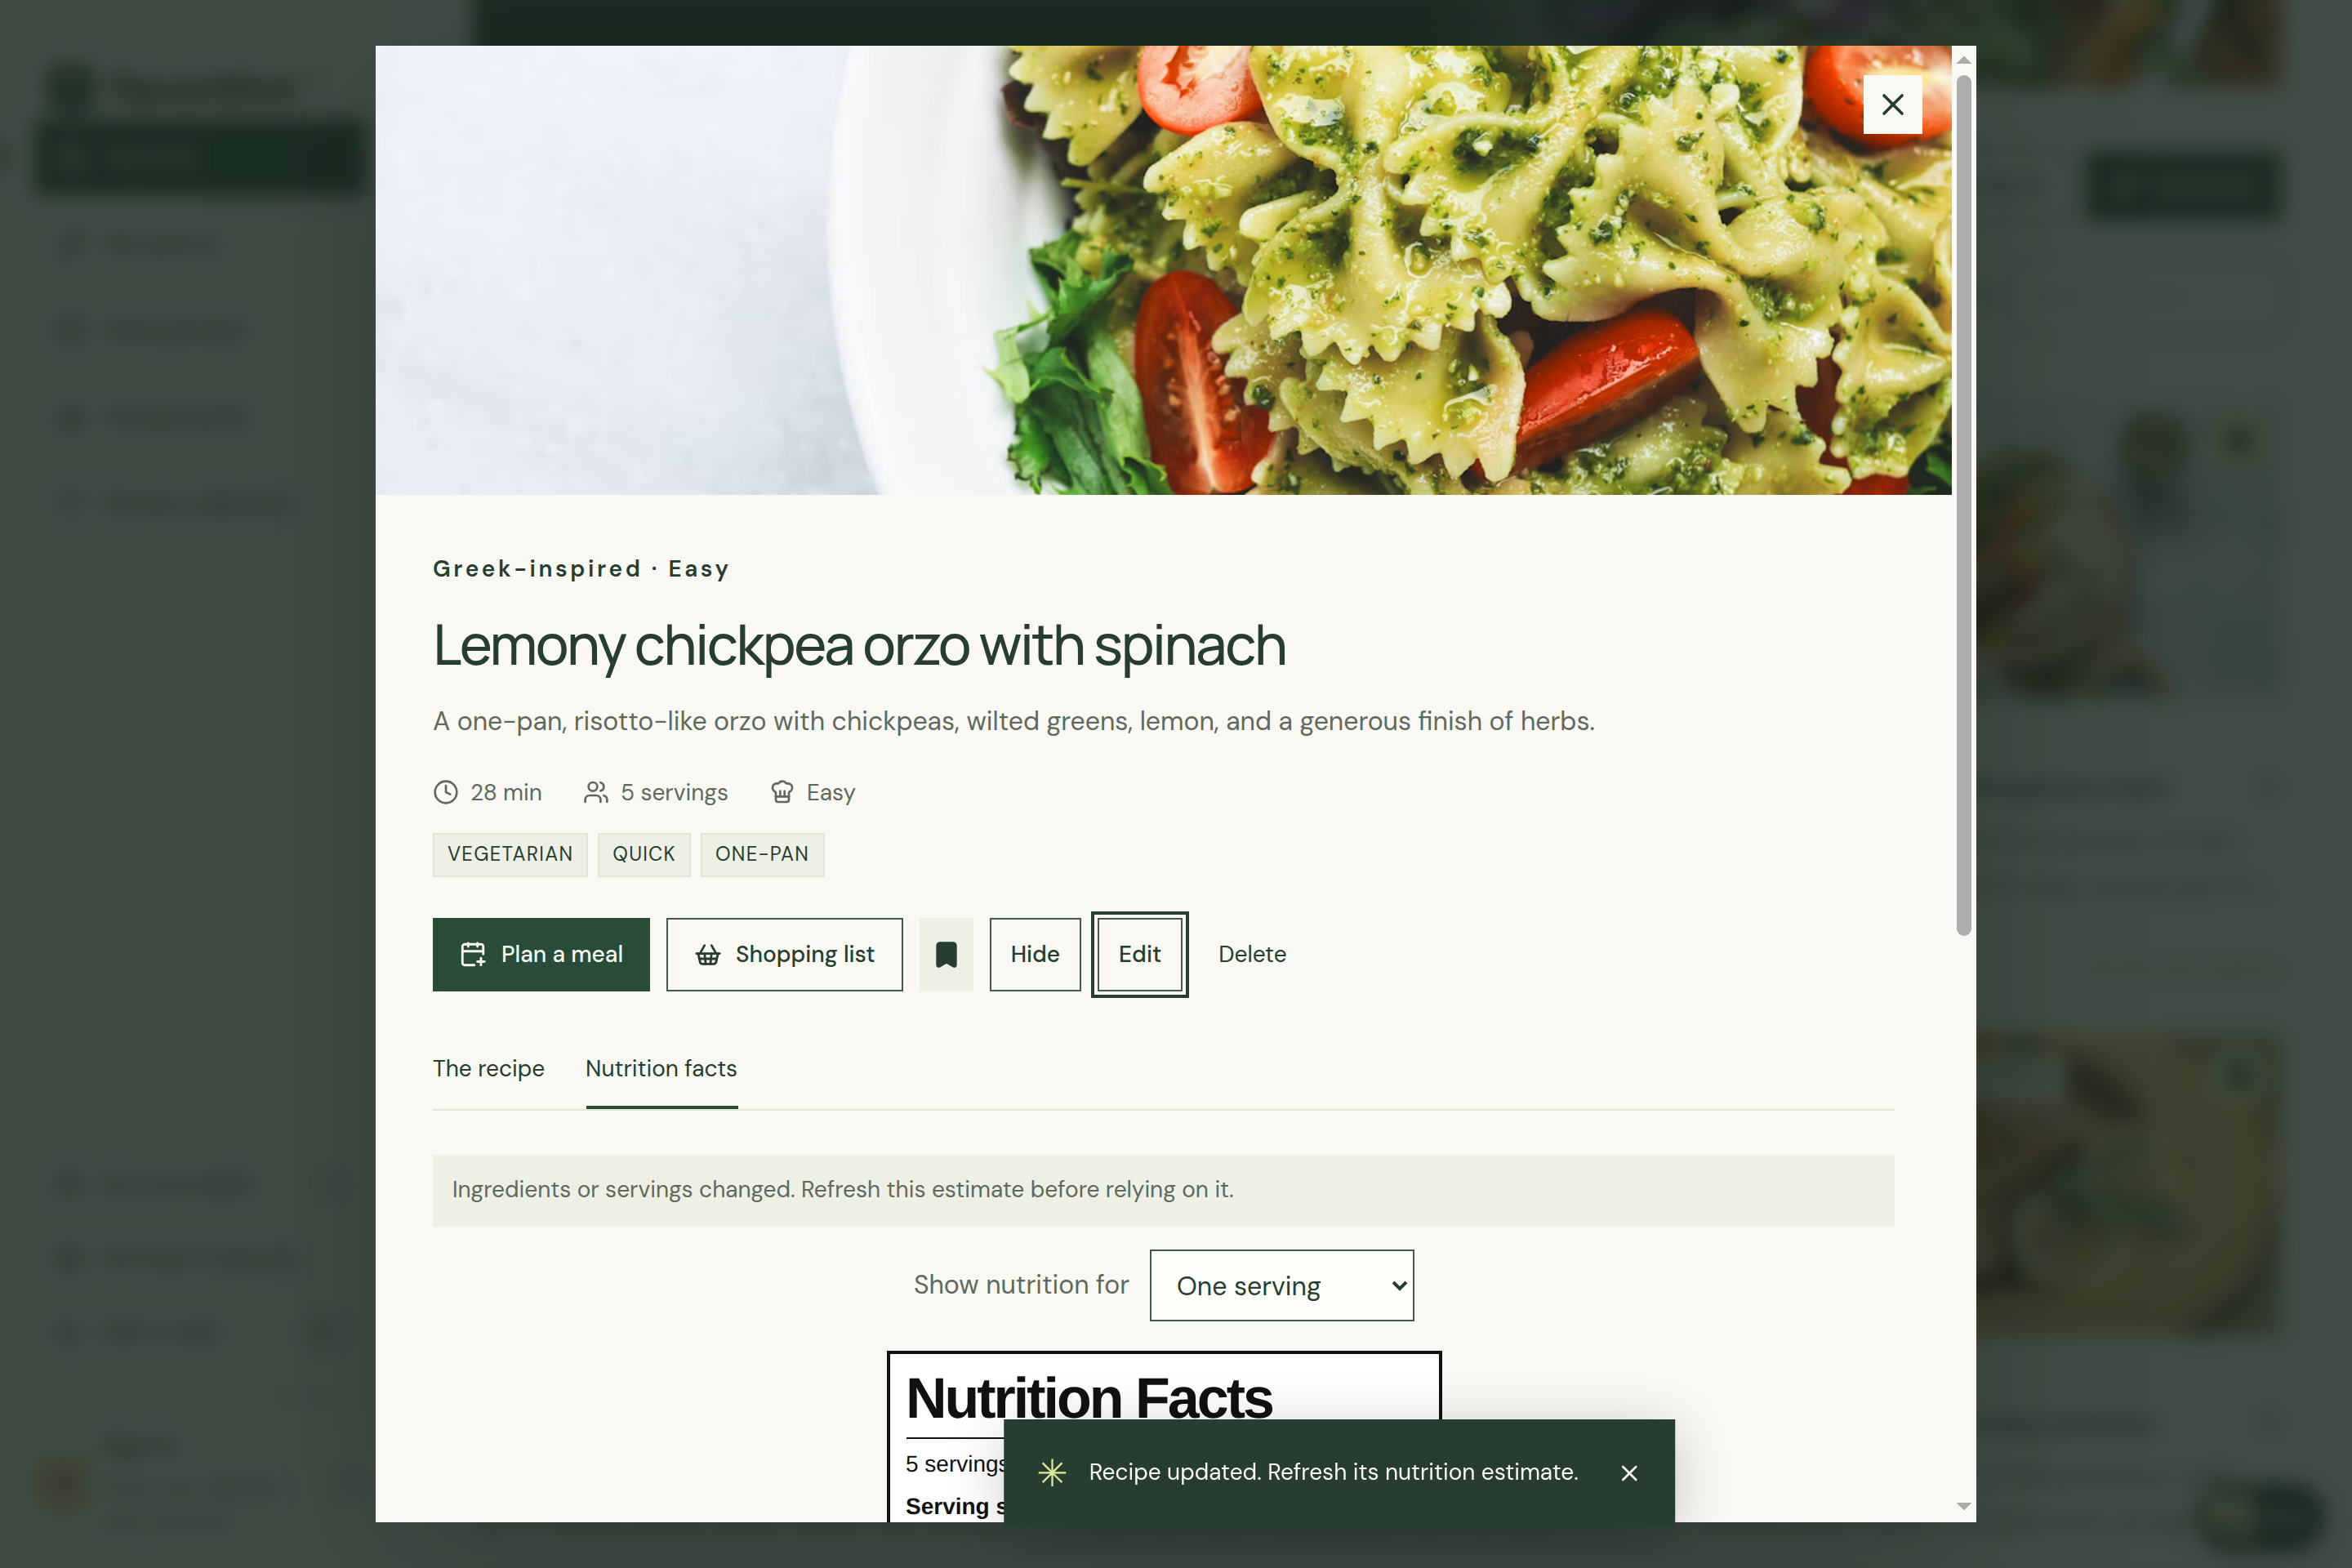 Greek-inspired · Easy
Lemony chickpea orzo with spinach
A one-pan, risotto-like orzo with chickpeas, wilted greens, lemon, and a generous finish of herbs.
28 min 5 servings Easy
VEGETARIAN QUICK ONE-PAN
Plan a meal Shopping list Hide Edit Delete
The recipe Nutrition facts
Ingredients or servings changed. Refresh this estimate before relying on it.
Show nutrition for One serving
Nutrition Facts
5 servings
Serving
Recipe updated. Refresh its nutrition estimate.